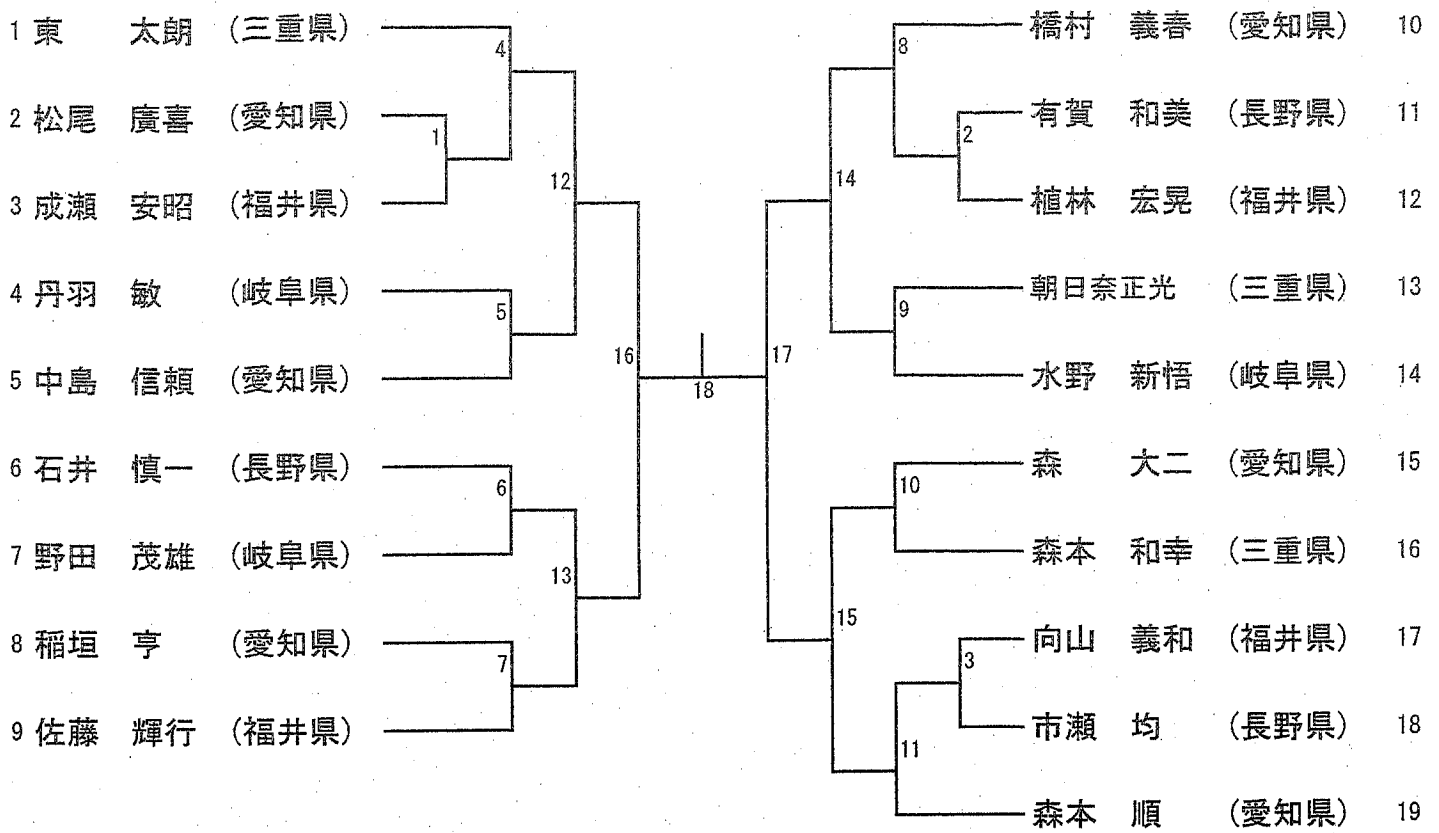 1 東 太朗 (三重県)
2 松尾 廣喜 (愛知県)
3 成瀬 安昭 (福井県)
4 丹羽 敏 (岐阜県)
5 中島 信頼 (愛知県)
6 石井 慎一 (長野県)
7 野田 茂雄 (岐阜県)
8 稲垣 亨 (愛知県)
9 佐藤 輝行 (福井県)
4
1
12
5
16
6
13
7
18
17
8
2
14
9
10
15
3
11
橋村 義春 (愛知県) 10
有賀 和美 (長野県) 11
植林 宏晃 (福井県) 12
朝日奈正光 (三重県) 13
水野 新悟 (岐阜県) 14
森 大二 (愛知県) 15
森本 和幸 (三重県) 16
向山 義和 (福井県) 17
市瀬 均 (長野県) 18
森本 順 (愛知県) 19